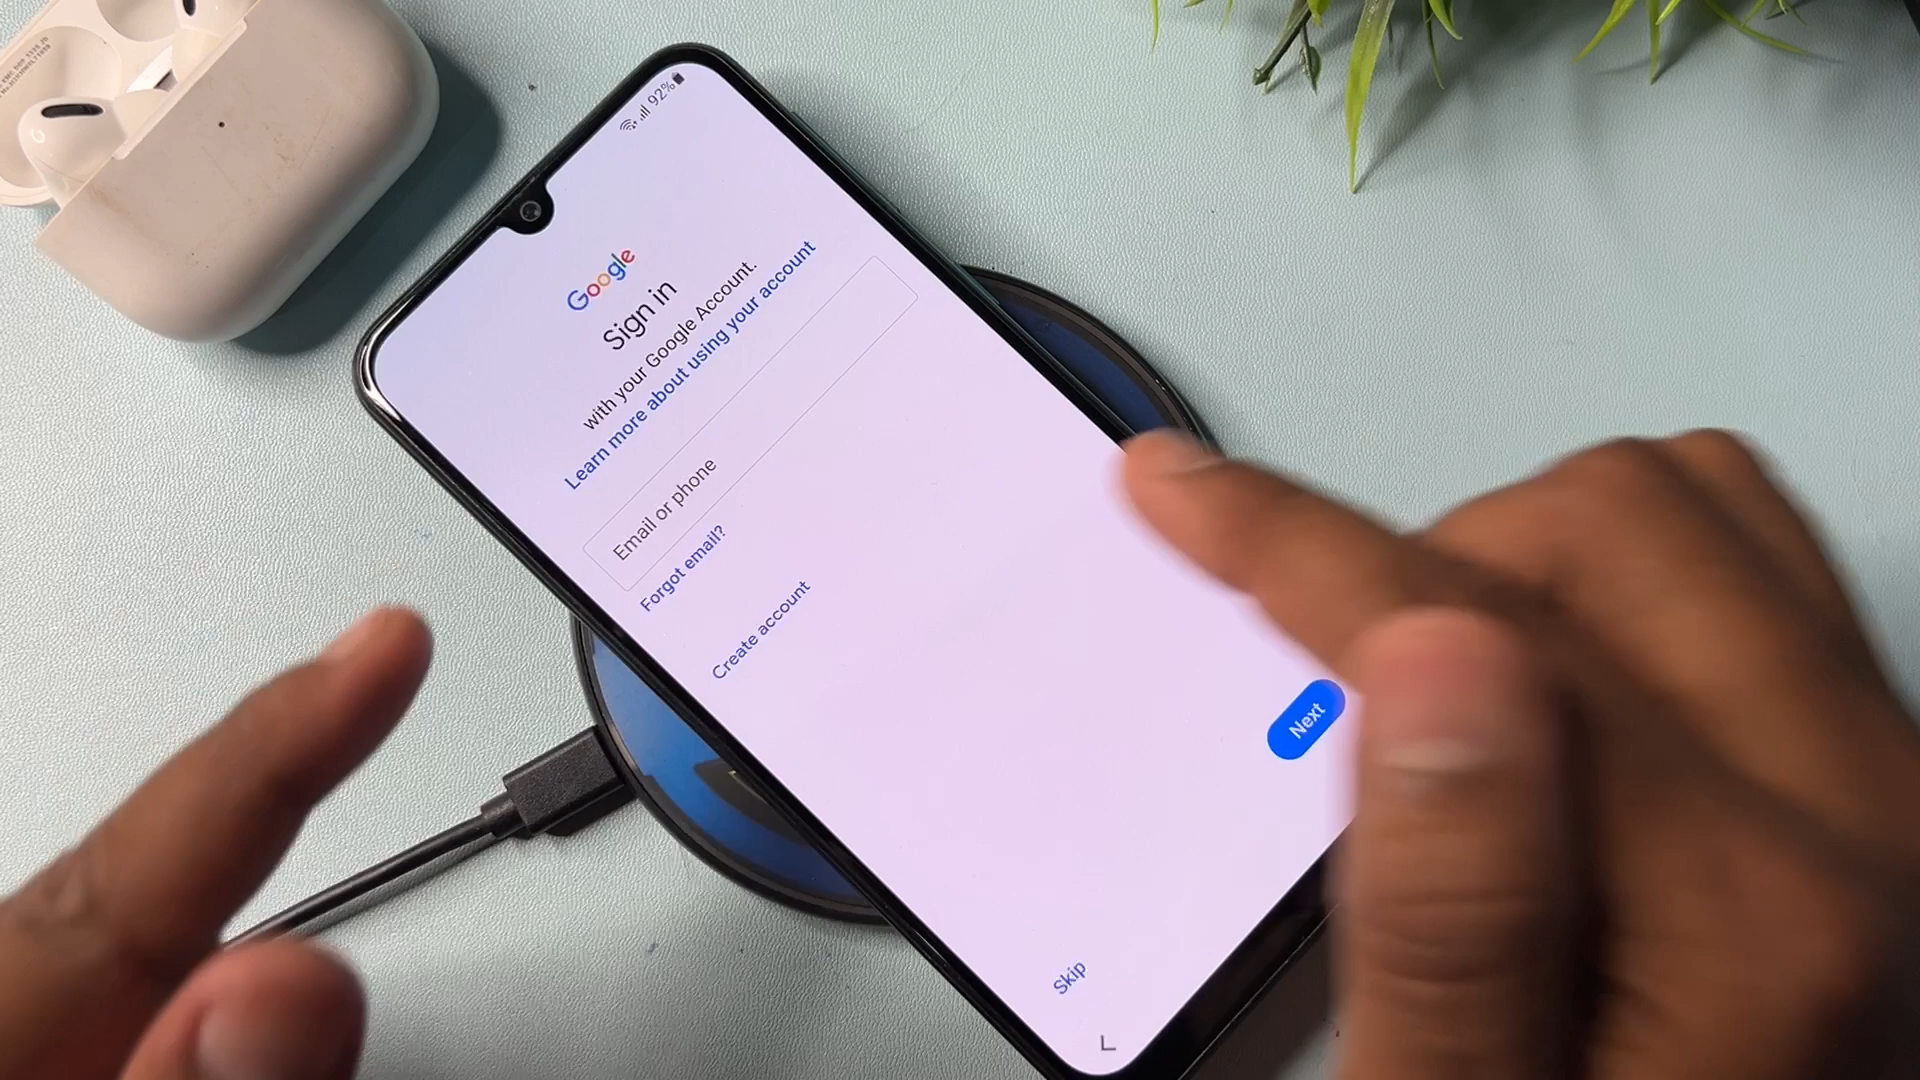 92%
Google
Sign in
with your Google Account.
Learn more about using your account
Email or phone
Forgot email?
Create account
Next
Skip